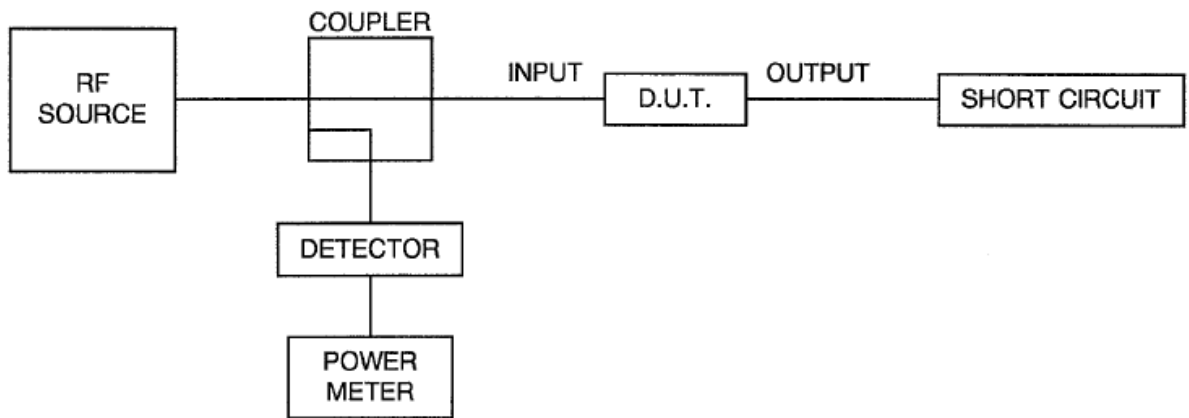 COUPLER
RF
SOURCE
INPUT
D.U.T.
OUTPUT
SHORT CIRCUIT
DETECTOR
POWER
METER